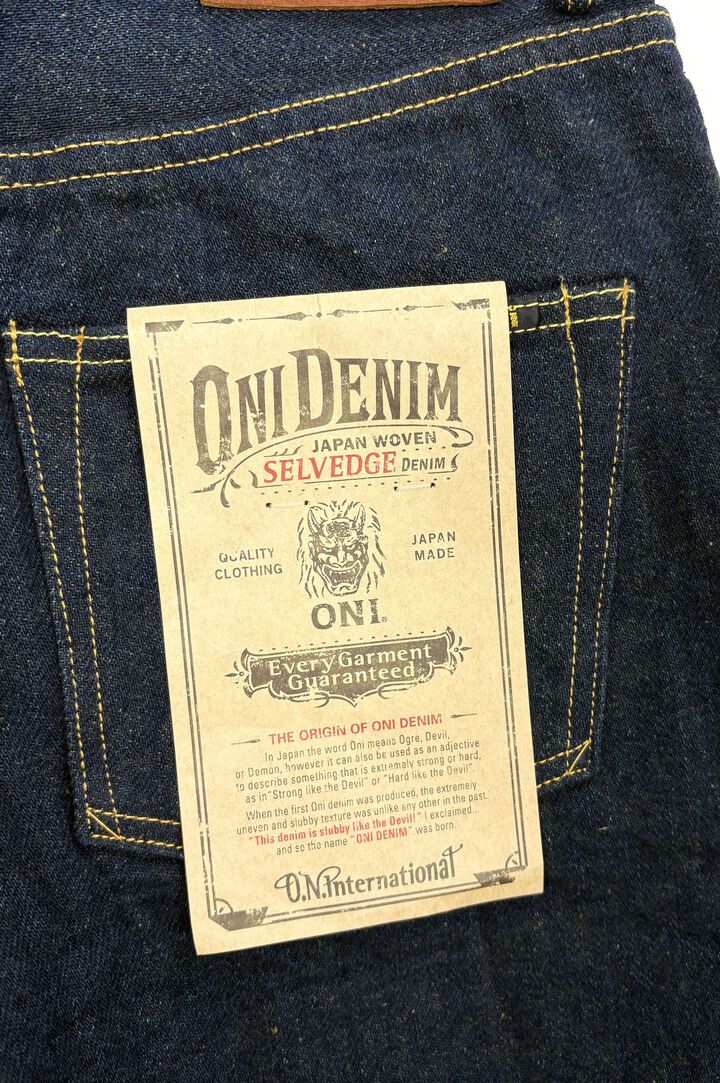 ONI DENIM
JAPAN WOVEN
SELVEDGE DENIM
QUALITY
CLOTHING
JAPAN
MADE
ONI®
Every Garment
Guaranteed
THE ORIGIN OF ONI DENIM
In Japan the word Oni means Ogre, Devil,
or Demon, however it can also be used as an adjective
to describe something that is extremely strong or hard,
as in "Strong like the Devil" or "Hard like the Devil".
When the first Oni denim was produced, the extremely
uneven and slubby texture was unlike any other in the past.
"This denim is slubby like the Devil!" I exclaimed...
and so the name "ONI DENIM" was born.
O.N.International